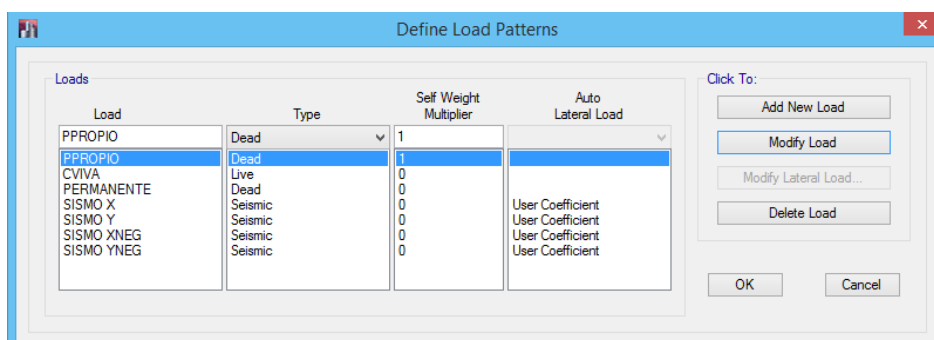 Define Load Patterns
Loads
Click To:
Load Type Self Weight Multiplier Auto Lateral Load
PPROPIO Dead 1
PPROPIO Dead 1
CVIVA Live 0
PERMANENTE Dead 0
SISMO X Seismic 0 User Coefficient
SISMO Y Seismic 0 User Coefficient
SISMO XNEG Seismic 0 User Coefficient
SISMO YNEG Seismic 0 User Coefficient
Add New Load
Modify Load
Modify Lateral Load...
Delete Load
OK Cancel